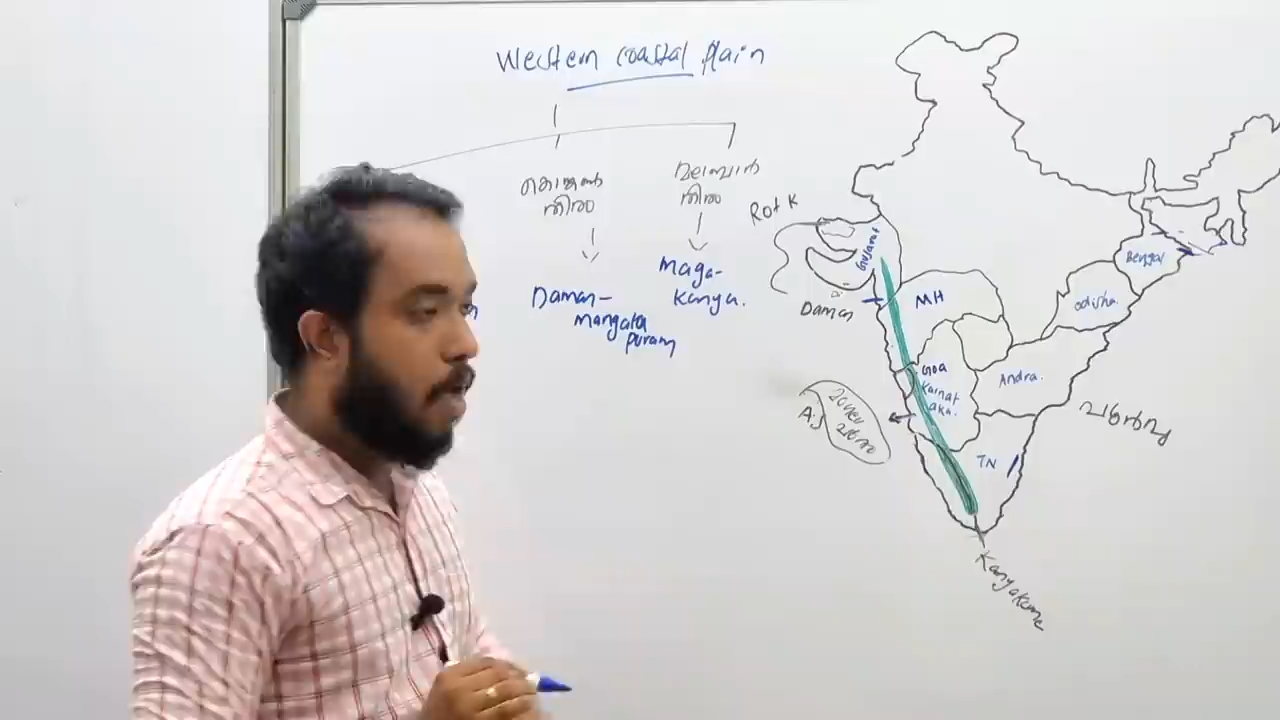 Western coastal plain
കൊങ്കൺ
തീരം
മലബാർ
തീരം
Daman-
mangala
puram
Maga-
Kanya.
Rot K
Gujarat
Daman
MH
Goa
Karnat
aka.
Andra.
odisha.
Bengal
TN
A.S
Kanyakum